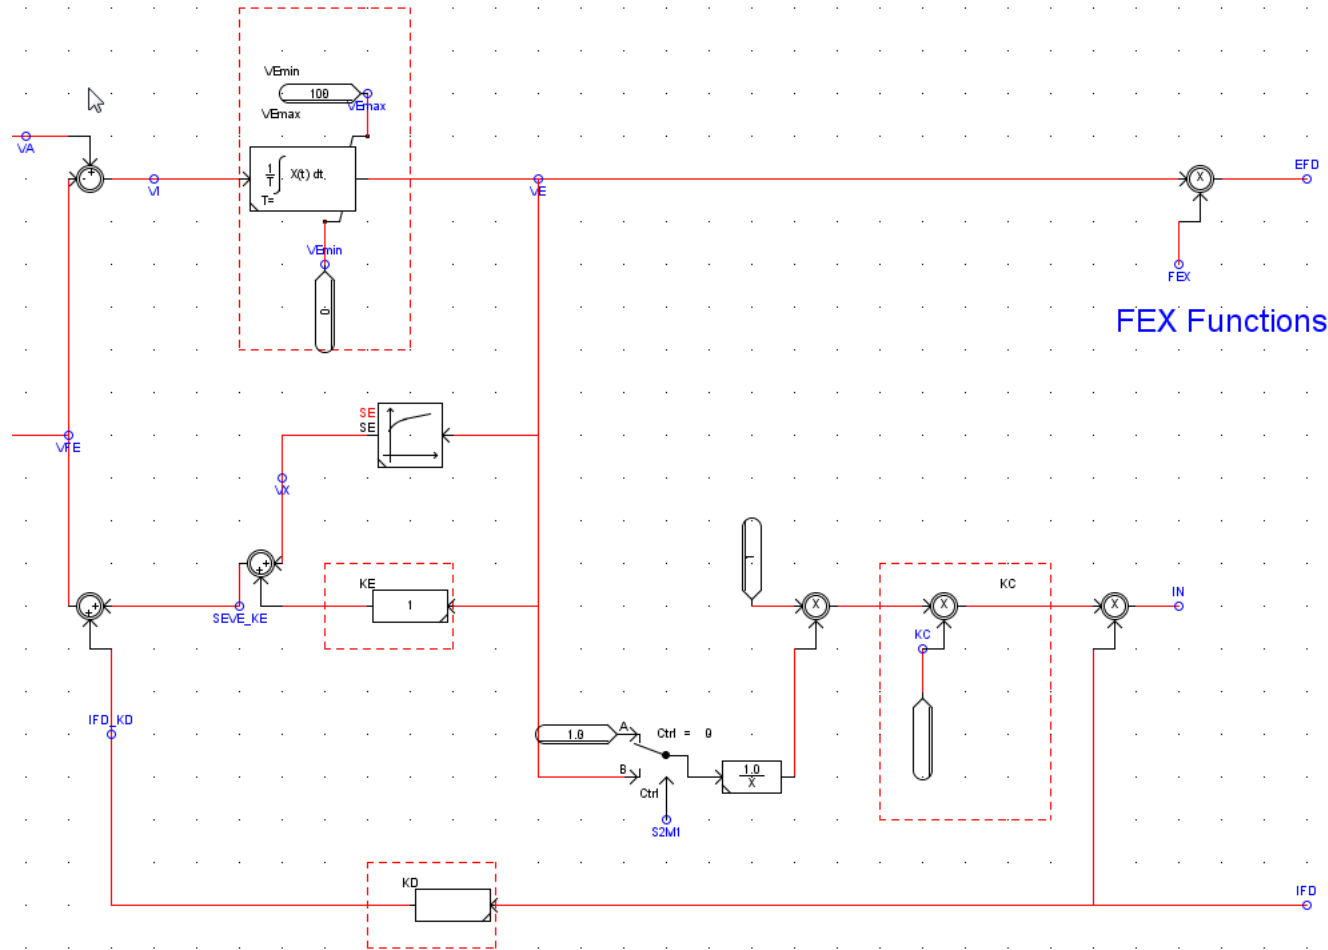 VEmin
100
VEmax
VEmax
VA
+
-
VI
1
T
X(t) dt
T=
VE
X
EFD
FEX
FEX Functions
VEmin
0
SE
SE
VFE
VX
+
+
KE
1
SEVE_KE
+
+
X
X
KC
KC
X
IN
IFD_KD
1.0
A
Ctrl = 0
B
Ctrl
1.0
X
S2M1
KD
IFD